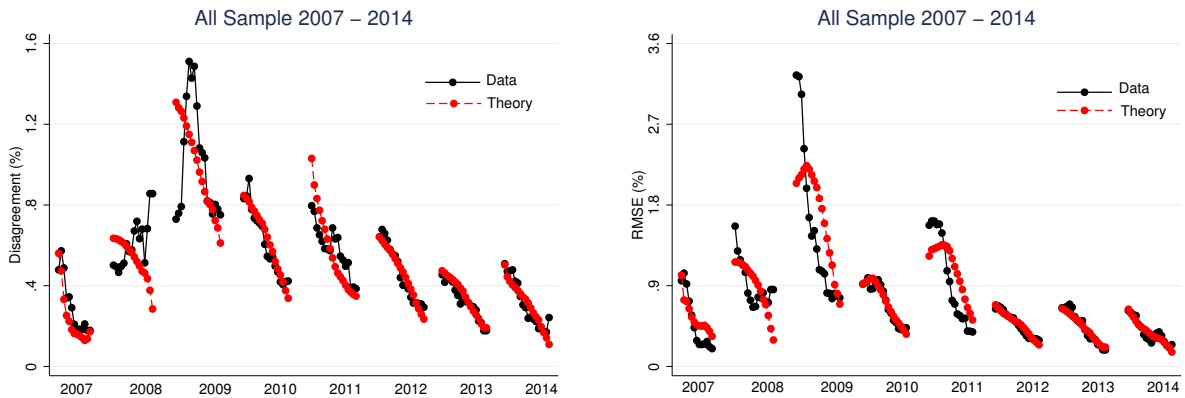 All Sample 2007 – 2014
Disagreement (%)
1.6
1.2
.8
.4
0
Data
Theory
2007 2008 2009 2010 2011 2012 2013 2014
All Sample 2007 – 2014
RMSE (%)
3.6
2.7
1.8
.9
0
Data
Theory
2007 2008 2009 2010 2011 2012 2013 2014